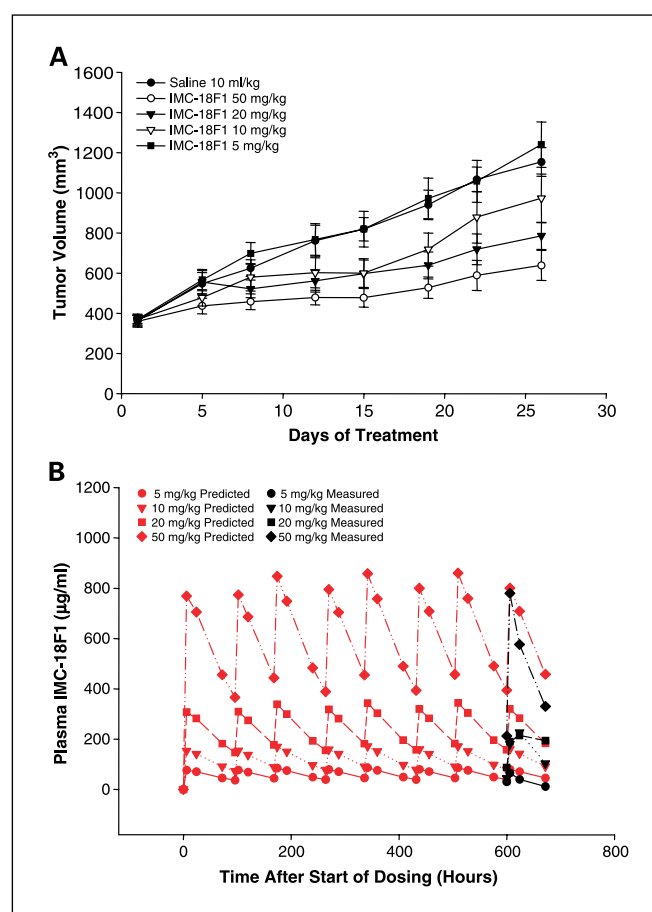 A
1600
1400
1200
1000
800
600
400
200
0
Saline 10 ml/kg
IMC-18F1 50 mg/kg
IMC-18F1 20 mg/kg
IMC-18F1 10 mg/kg
IMC-18F1 5 mg/kg
Tumor Volume (mm³)
0 5 10 15 20 25 30
Days of Treatment
B
1200
1000
800
600
400
200
0
5 mg/kg Predicted
10 mg/kg Predicted
20 mg/kg Predicted
50 mg/kg Predicted
5 mg/kg Measured
10 mg/kg Measured
20 mg/kg Measured
50 mg/kg Measured
Plasma IMC-18F1 (µg/ml)
0 200 400 600 800
Time After Start of Dosing (Hours)